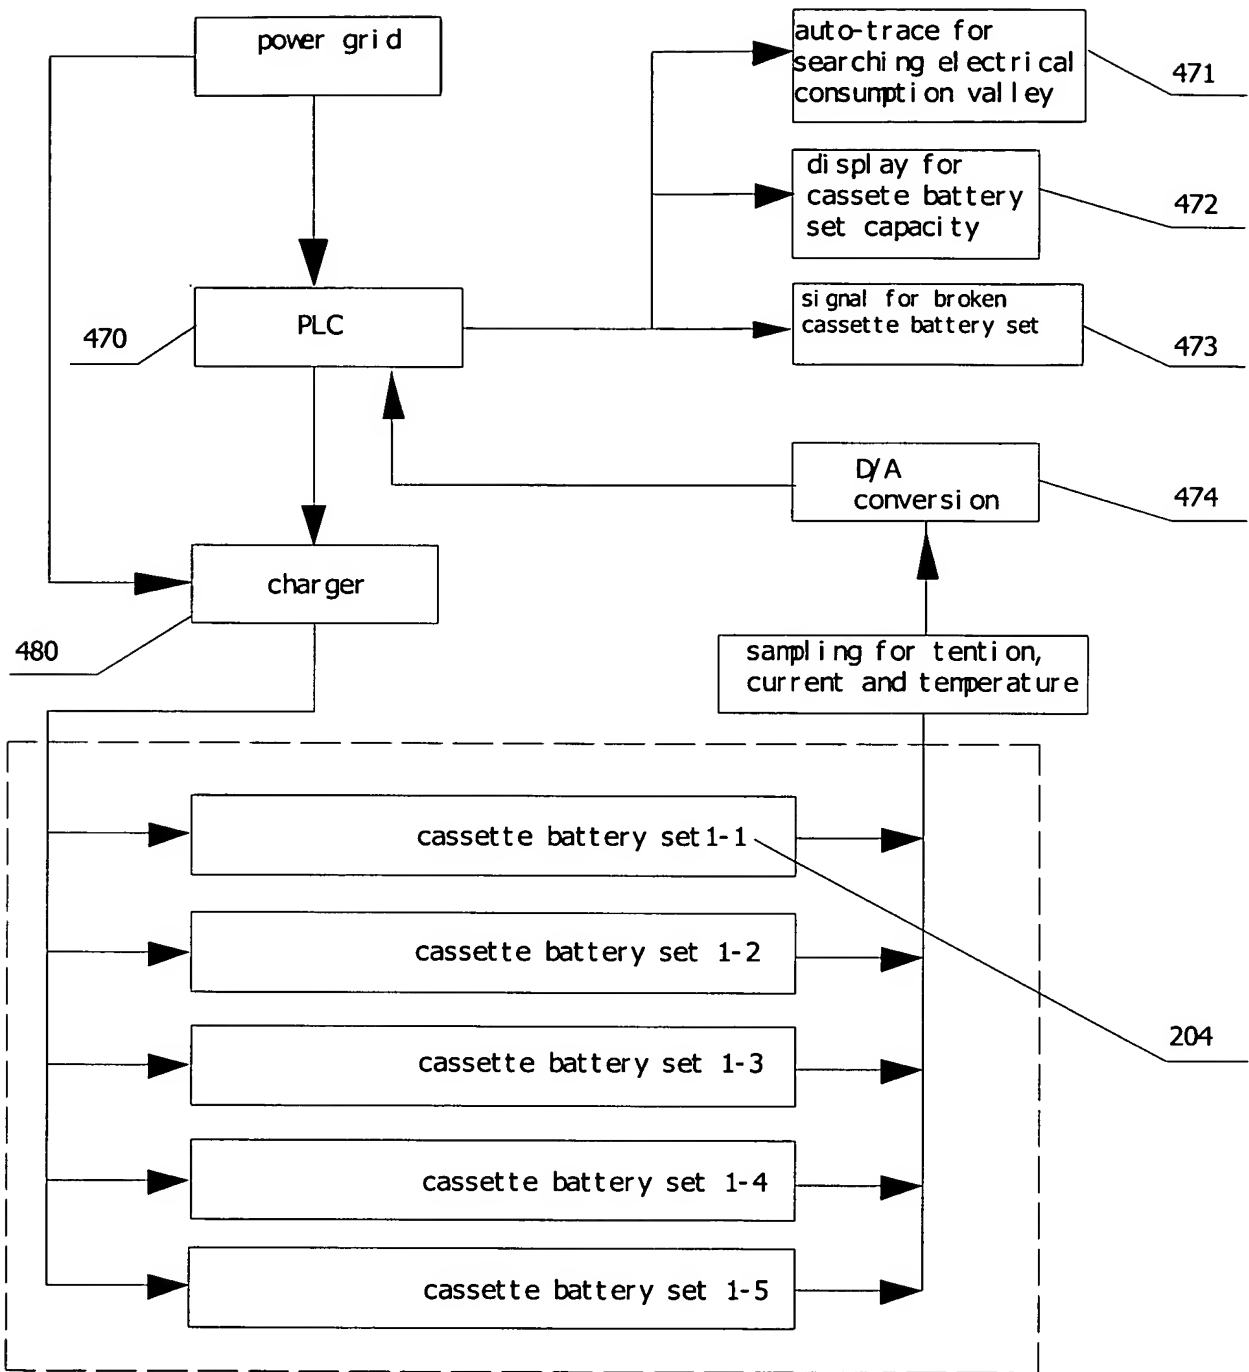 power grid
auto-trace for
searching electrical
consumption valley
471
display for
cassete battery
set capacity
472
PLC
470
signal for broken
cassette battery set
473
D/A
conversion
474
charger
480
sampling for tention,
current and temperature
cassette battery set 1-1
cassette battery set 1-2
204
cassette battery set 1-3
cassette battery set 1-4
cassette battery set 1-5